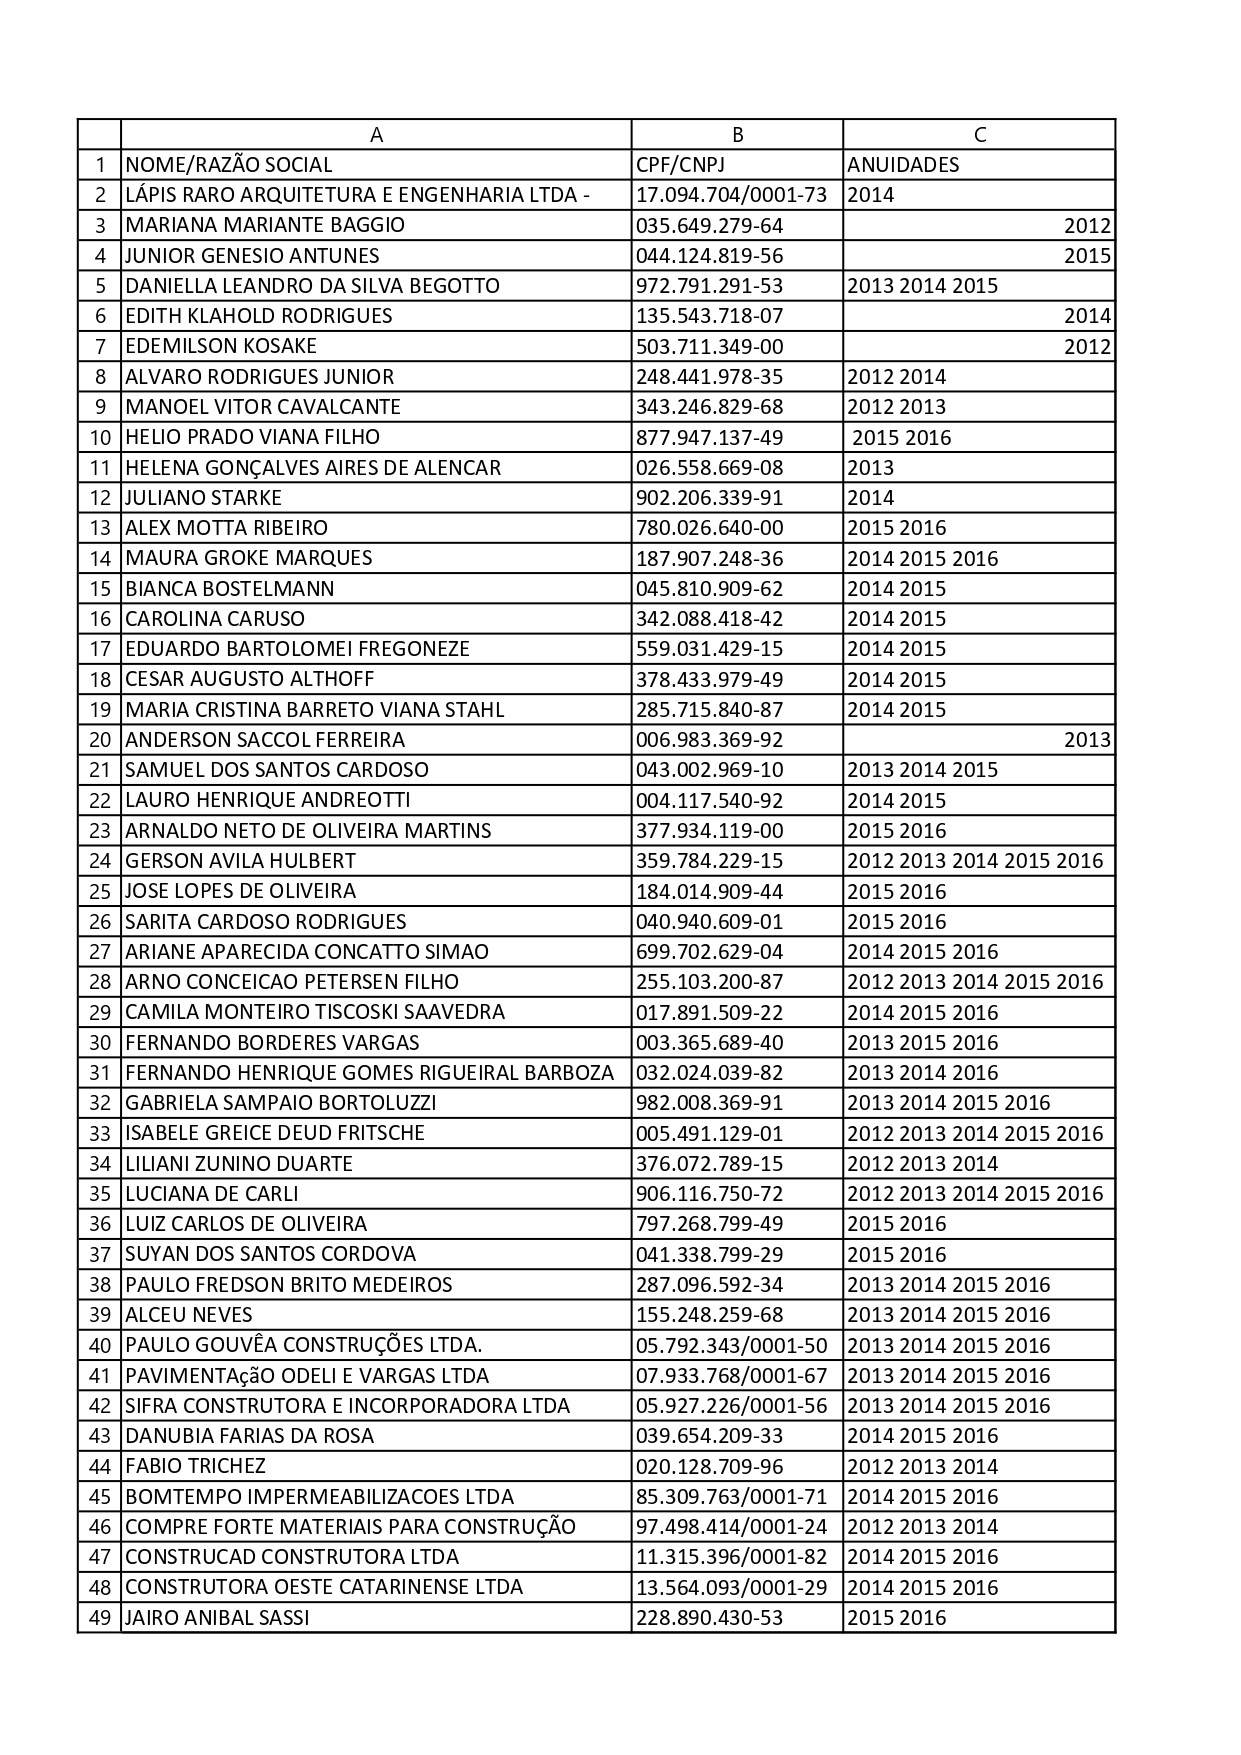 A B C
1 NOME/RAZÃO SOCIAL CPF/CNPJ ANUIDADES
2 LÁPIS RARO ARQUITETURA E ENGENHARIA LTDA - 17.094.704/0001-73 2014
3 MARIANA MARIANTE BAGGIO 035.649.279-64 2012
4 JUNIOR GENESIO ANTUNES 044.124.819-56 2015
5 DANIELLA LEANDRO DA SILVA BEGOTTO 972.791.291-53 2013 2014 2015
6 EDITH KLAHOLD RODRIGUES 135.543.718-07 2014
7 EDEMILSON KOSAKE 503.711.349-00 2012
8 ALVARO RODRIGUES JUNIOR 248.441.978-35 2012 2014
9 MANOEL VITOR CAVALCANTE 343.246.829-68 2012 2013
10 HELIO PRADO VIANA FILHO 877.947.137-49 2015 2016
11 HELENA GONÇALVES AIRES DE ALENCAR 026.558.669-08 2013
12 JULIANO STARKE 902.206.339-91 2014
13 ALEX MOTTA RIBEIRO 780.026.640-00 2015 2016
14 MAURA GROKE MARQUES 187.907.248-36 2014 2015 2016
15 BIANCA BOSTELMANN 045.810.909-62 2014 2015
16 CAROLINA CARUSO 342.088.418-42 2014 2015
17 EDUARDO BARTOLOMEI FREGONEZE 559.031.429-15 2014 2015
18 CESAR AUGUSTO ALTHOFF 378.433.979-49 2014 2015
19 MARIA CRISTINA BARRETO VIANA STAHL 285.715.840-87 2014 2015
20 ANDERSON SACCOL FERREIRA 006.983.369-92 2013
21 SAMUEL DOS SANTOS CARDOSO 043.002.969-10 2013 2014 2015
22 LAURO HENRIQUE ANDREOTTI 004.117.540-92 2014 2015
23 ARNALDO NETO DE OLIVEIRA MARTINS 377.934.119-00 2015 2016
24 GERSON AVILA HULBERT 359.784.229-15 2012 2013 2014 2015 2016
25 JOSE LOPES DE OLIVEIRA 184.014.909-44 2015 2016
26 SARITA CARDOSO RODRIGUES 040.940.609-01 2015 2016
27 ARIANE APARECIDA CONCATTO SIMAO 699.702.629-04 2014 2015 2016
28 ARNO CONCEICAO PETERSEN FILHO 255.103.200-87 2012 2013 2014 2015 2016
29 CAMILA MONTEIRO TISCOSKI SAAVEDRA 017.891.509-22 2014 2015 2016
30 FERNANDO BORDERES VARGAS 003.365.689-40 2013 2015 2016
31 FERNANDO HENRIQUE GOMES RIGUEIRAL BARBOZA 032.024.039-82 2013 2014 2016
32 GABRIELA SAMPAIO BORTOLUZZI 982.008.369-91 2013 2014 2015 2016
33 ISABELE GREICE DEUD FRITSCHE 005.491.129-01 2012 2013 2014 2015 2016
34 LILIANI ZUNINO DUARTE 376.072.789-15 2012 2013 2014
35 LUCIANA DE CARLI 906.116.750-72 2012 2013 2014 2015 2016
36 LUIZ CARLOS DE OLIVEIRA 797.268.799-49 2015 2016
37 SUYAN DOS SANTOS CORDOVA 041.338.799-29 2015 2016
38 PAULO FREDSON BRITO MEDEIROS 287.096.592-34 2013 2014 2015 2016
39 ALCEU NEVES 155.248.259-68 2013 2014 2015 2016
40 PAULO GOUVÊA CONSTRUÇÕES LTDA. 05.792.343/0001-50 2013 2014 2015 2016
41 PAVIMENTAçãO ODELI E VARGAS LTDA 07.933.768/0001-67 2013 2014 2015 2016
42 SIFRA CONSTRUTORA E INCORPORADORA LTDA 05.927.226/0001-56 2013 2014 2015 2016
43 DANUBIA FARIAS DA ROSA 039.654.209-33 2014 2015 2016
44 FABIO TRICHEZ 020.128.709-96 2012 2013 2014
45 BOMTEMPO IMPERMEABILIZACOES LTDA 85.309.763/0001-71 2014 2015 2016
46 COMPRE FORTE MATERIAIS PARA CONSTRUÇÃO 97.498.414/0001-24 2012 2013 2014
47 CONSTRUCAD CONSTRUTORA LTDA 11.315.396/0001-82 2014 2015 2016
48 CONSTRUTORA OESTE CATARINENSE LTDA 13.564.093/0001-29 2014 2015 2016
49 JAIRO ANIBAL SASSI 228.890.430-53 2015 2016